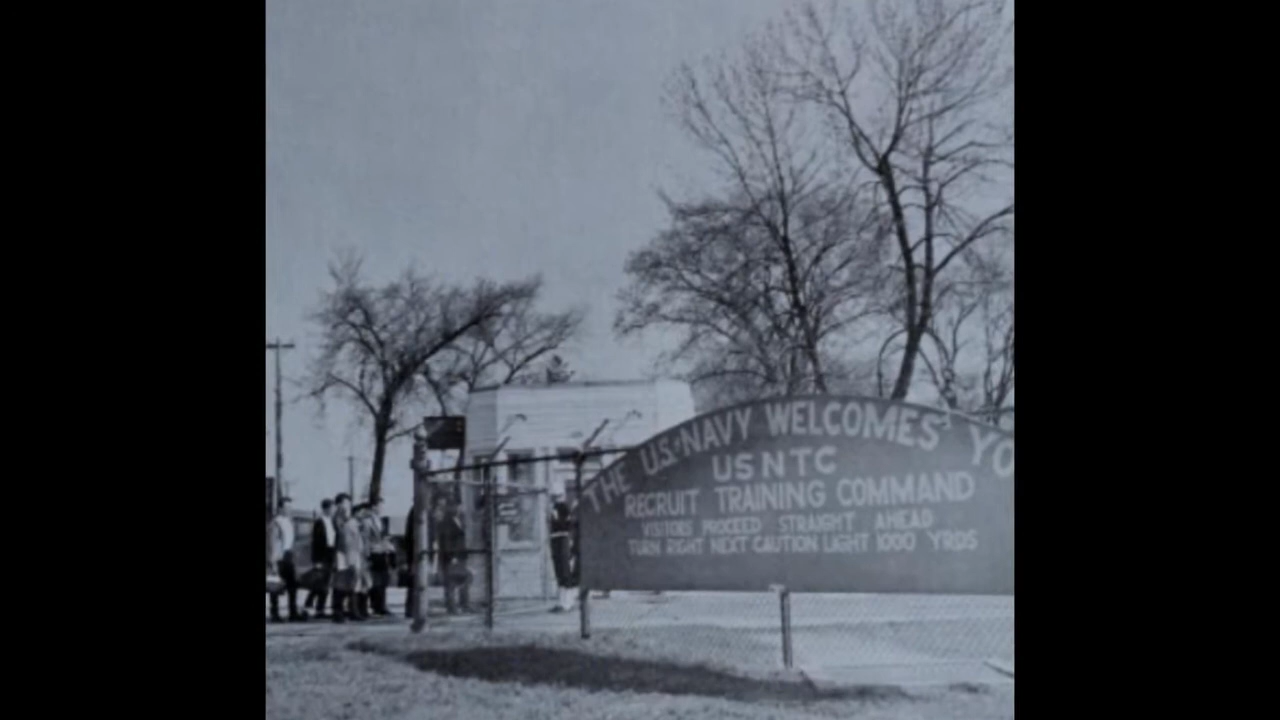 THE U.S. NAVY WELCOMES YO
USNTC
RECRUIT TRAINING COMMAND
VISITORS PROCEED STRAIGHT AHEAD
TURN RIGHT NEXT CAUTION LIGHT 1000 YRDS